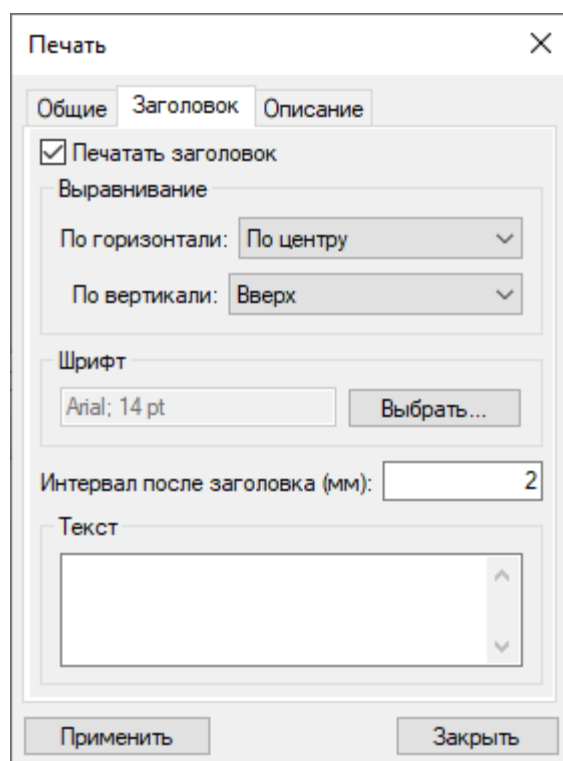 Печать
Общие Заголовок Описание
Печатать заголовок
Выравнивание
По горизонтали: По центру
По вертикали: Вверх
Шрифт
Arial; 14 pt Выбрать...
Интервал после заголовка (мм): 2
Текст
Применить Закрыть